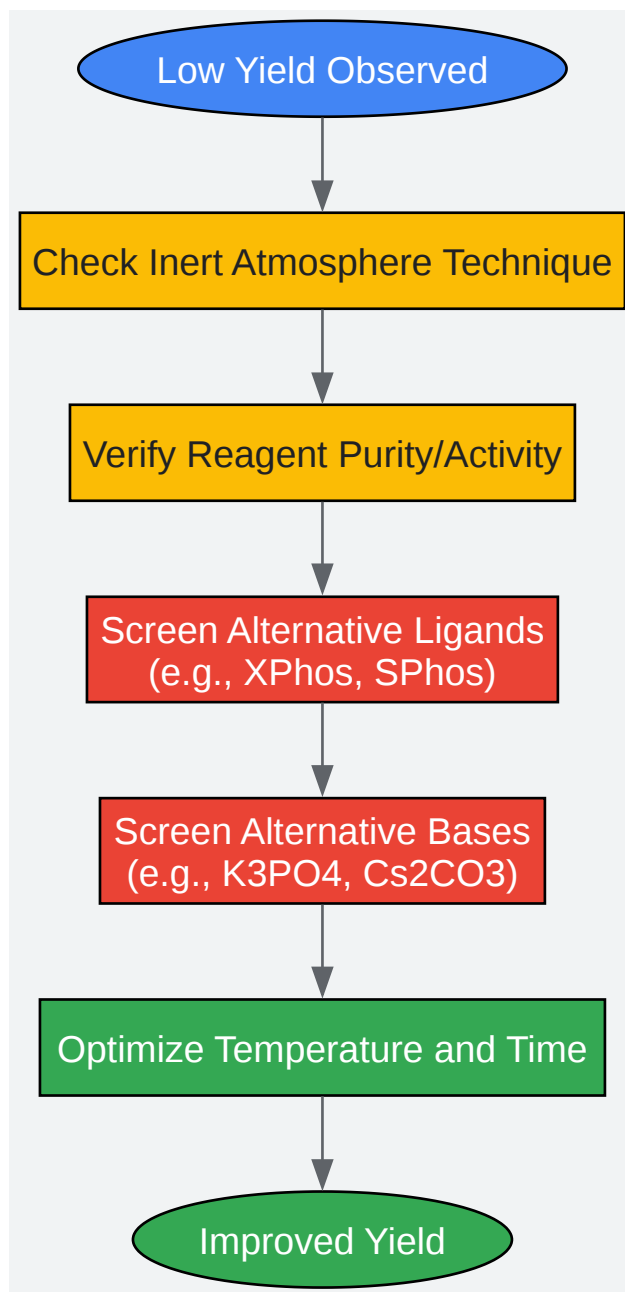 Low Yield Observed
Check Inert Atmosphere Technique
Verify Reagent Purity/Activity
Screen Alternative Ligands
(e.g., XPhos, SPhos)
Screen Alternative Bases
(e.g., K3PO4, Cs2CO3)
Optimize Temperature and Time
Improved Yield